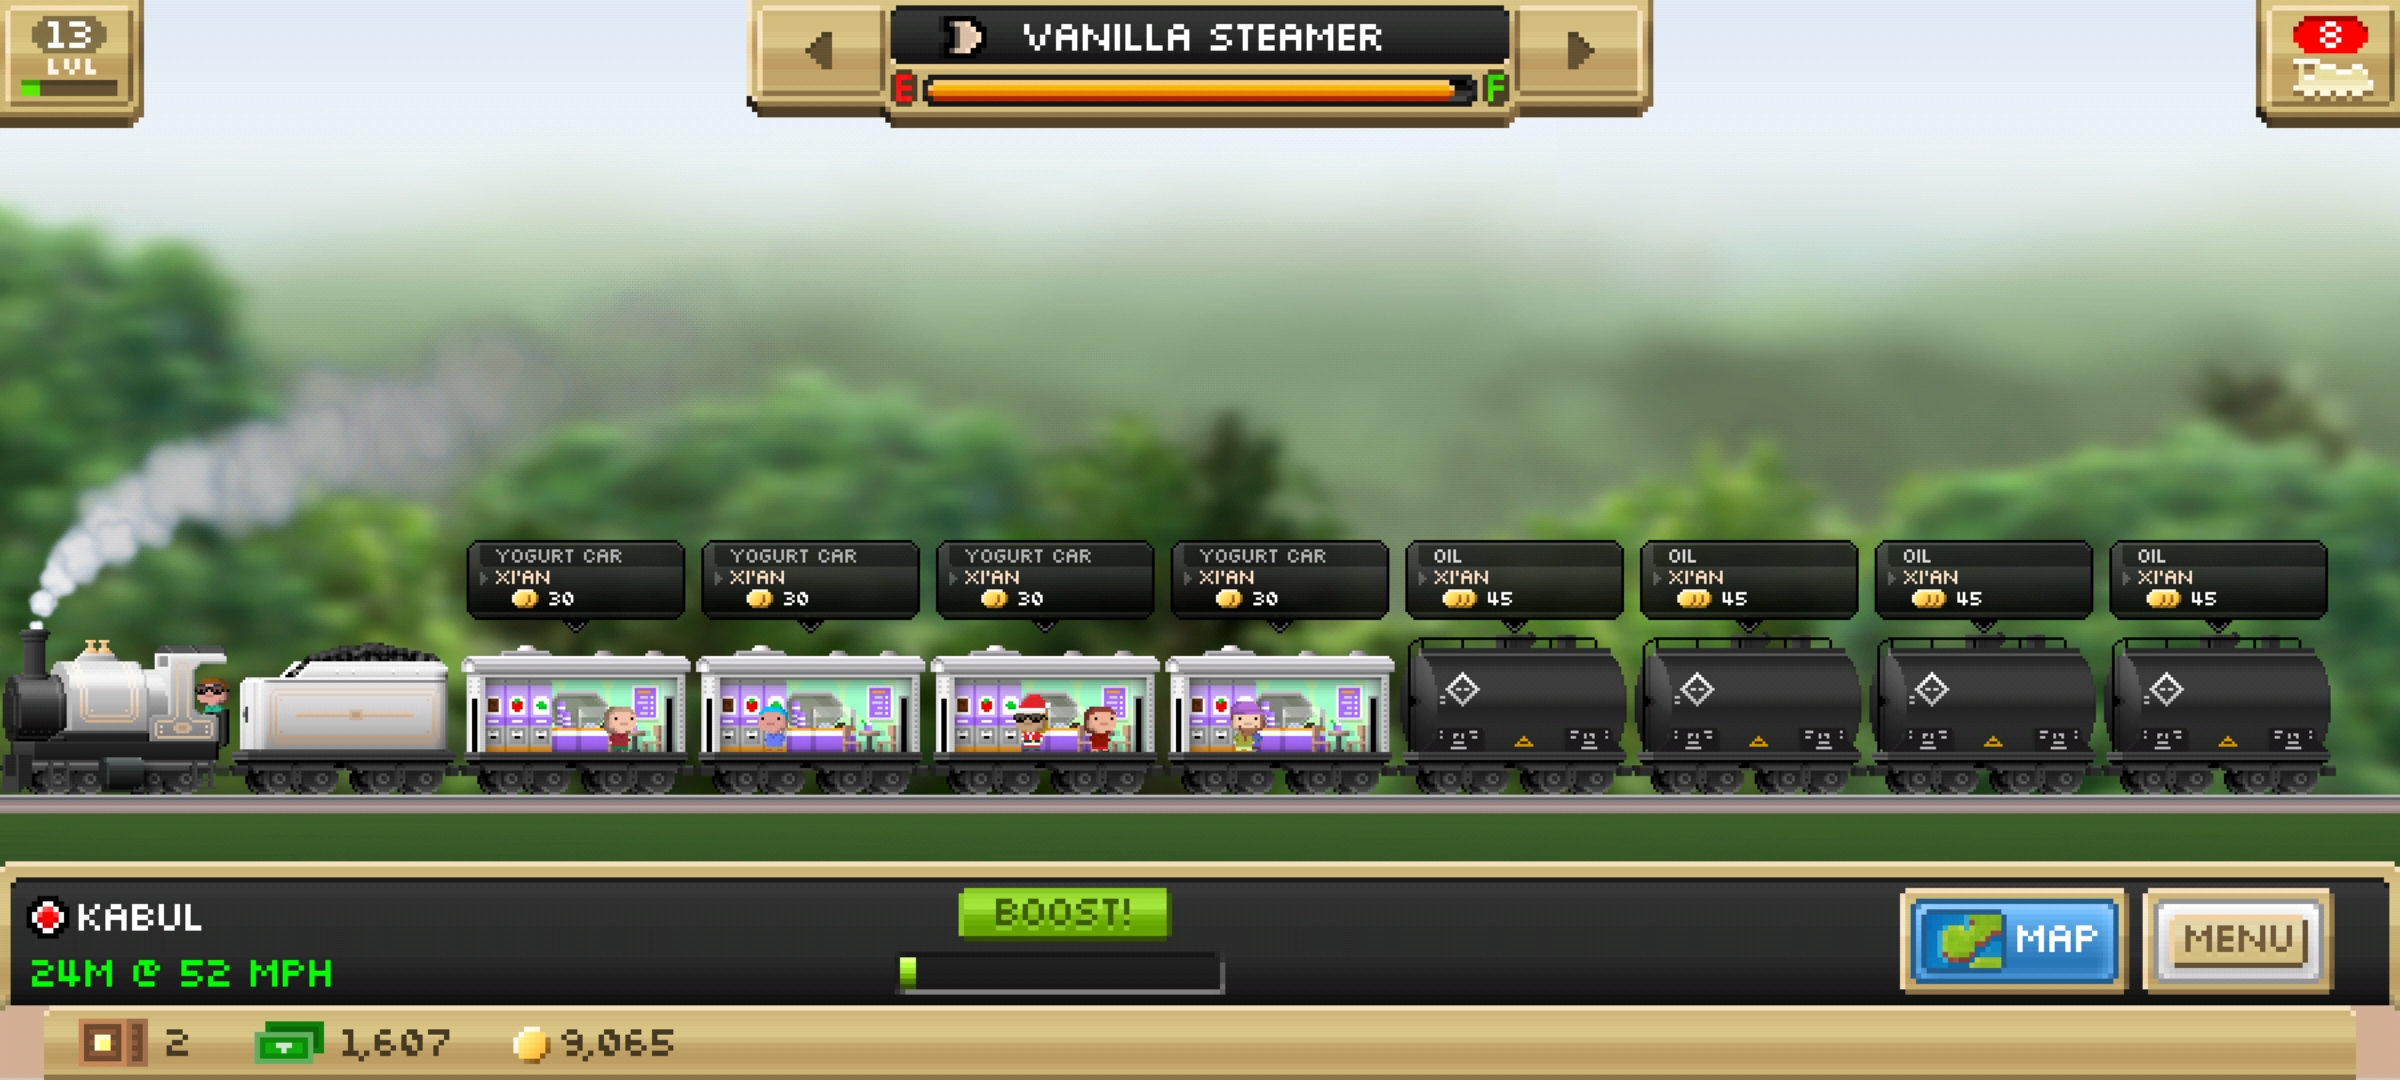 13
LVL
VANILLA STEAMER
E
F
8
YOGURT CAR
XI'AN
30
YOGURT CAR
XI'AN
30
YOGURT CAR
XI'AN
30
YOGURT CAR
XI'AN
30
OIL
XI'AN
45
OIL
XI'AN
45
OIL
XI'AN
45
OIL
XI'AN
45
KABUL
24M @ 52 MPH
BOOST!
MAP
MENU
2
1,607
9,065